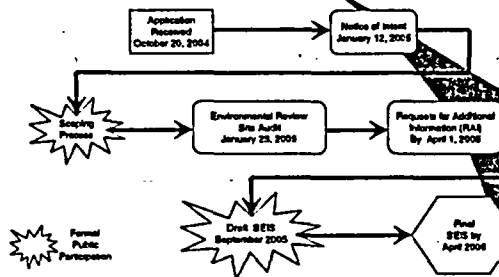 Application
Received
October 20, 2004
Notice of Intent
January 12, 2005
Scoping
Process
Environmental Review
Site Audit
January 25, 2005
Requests for Additional
Information (RAI)
By April 1, 2005
Formal
Public
Participation
Draft SEIS
September 2005
Final
SEIS by
April 2006